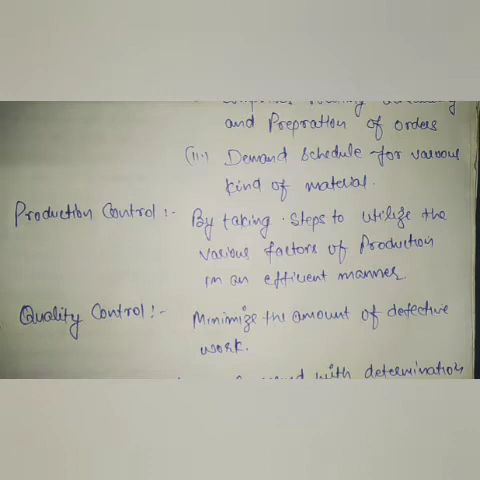 and Prepration of orders
(11.) Demand Schedule for various
kind of material.
Production Control :- By taking steps to utilize the
various factors of Production
in an efficient manner
Quality Control :- Minimize the amount of defective
work.
with determination